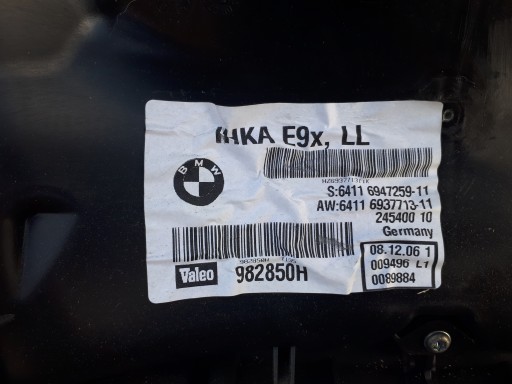 IHKA E9x, LL
BMW
S:6411 6947259-11
AW:6411 6937713-11
245400 10
Germany
08.12.06 1
009496 L1
0089884
Valeo
982850H